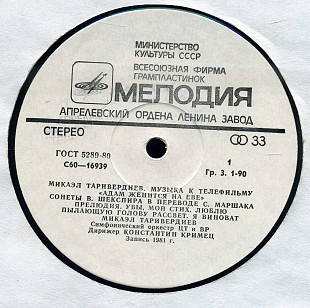 МИНИСТЕРСТВО
КУЛЬТУРЫ СССР
ВСЕСОЮЗНАЯ ФИРМА
ГРАМПЛАСТИНОК
МЕЛОДИЯ
АПРЕЛЕВСКИЙ ОРДЕНА ЛЕНИНА ЗАВОД
СТЕРЕО 33
ГОСТ 5289-80 1
С60—16939 Гр. 3. 1-90
МИКАЭЛ ТАРИВЕРДИЕВ. МУЗЫКА К ТЕЛЕФИЛЬМУ
«АДАМ ЖЕНИТСЯ НА ЕВЕ»
СОНЕТЫ В. ШЕКСПИРА В ПЕРЕВОДЕ С. МАРШАКА
ПРЕЛЮДИЯ. УВЫ, МОЙ СТИХ. ЛЮБЛЮ
ПЫЛАЮЩУЮ ГОЛОВУ РАССВЕТ. Я ВИНОВАТ
МИКАЭЛ ТАРИВЕРДИЕВ
Симфонический оркестр ЦТ и ВР
Дирижер КОНСТАНТИН КРИМЕЦ
Запись 1981 г.